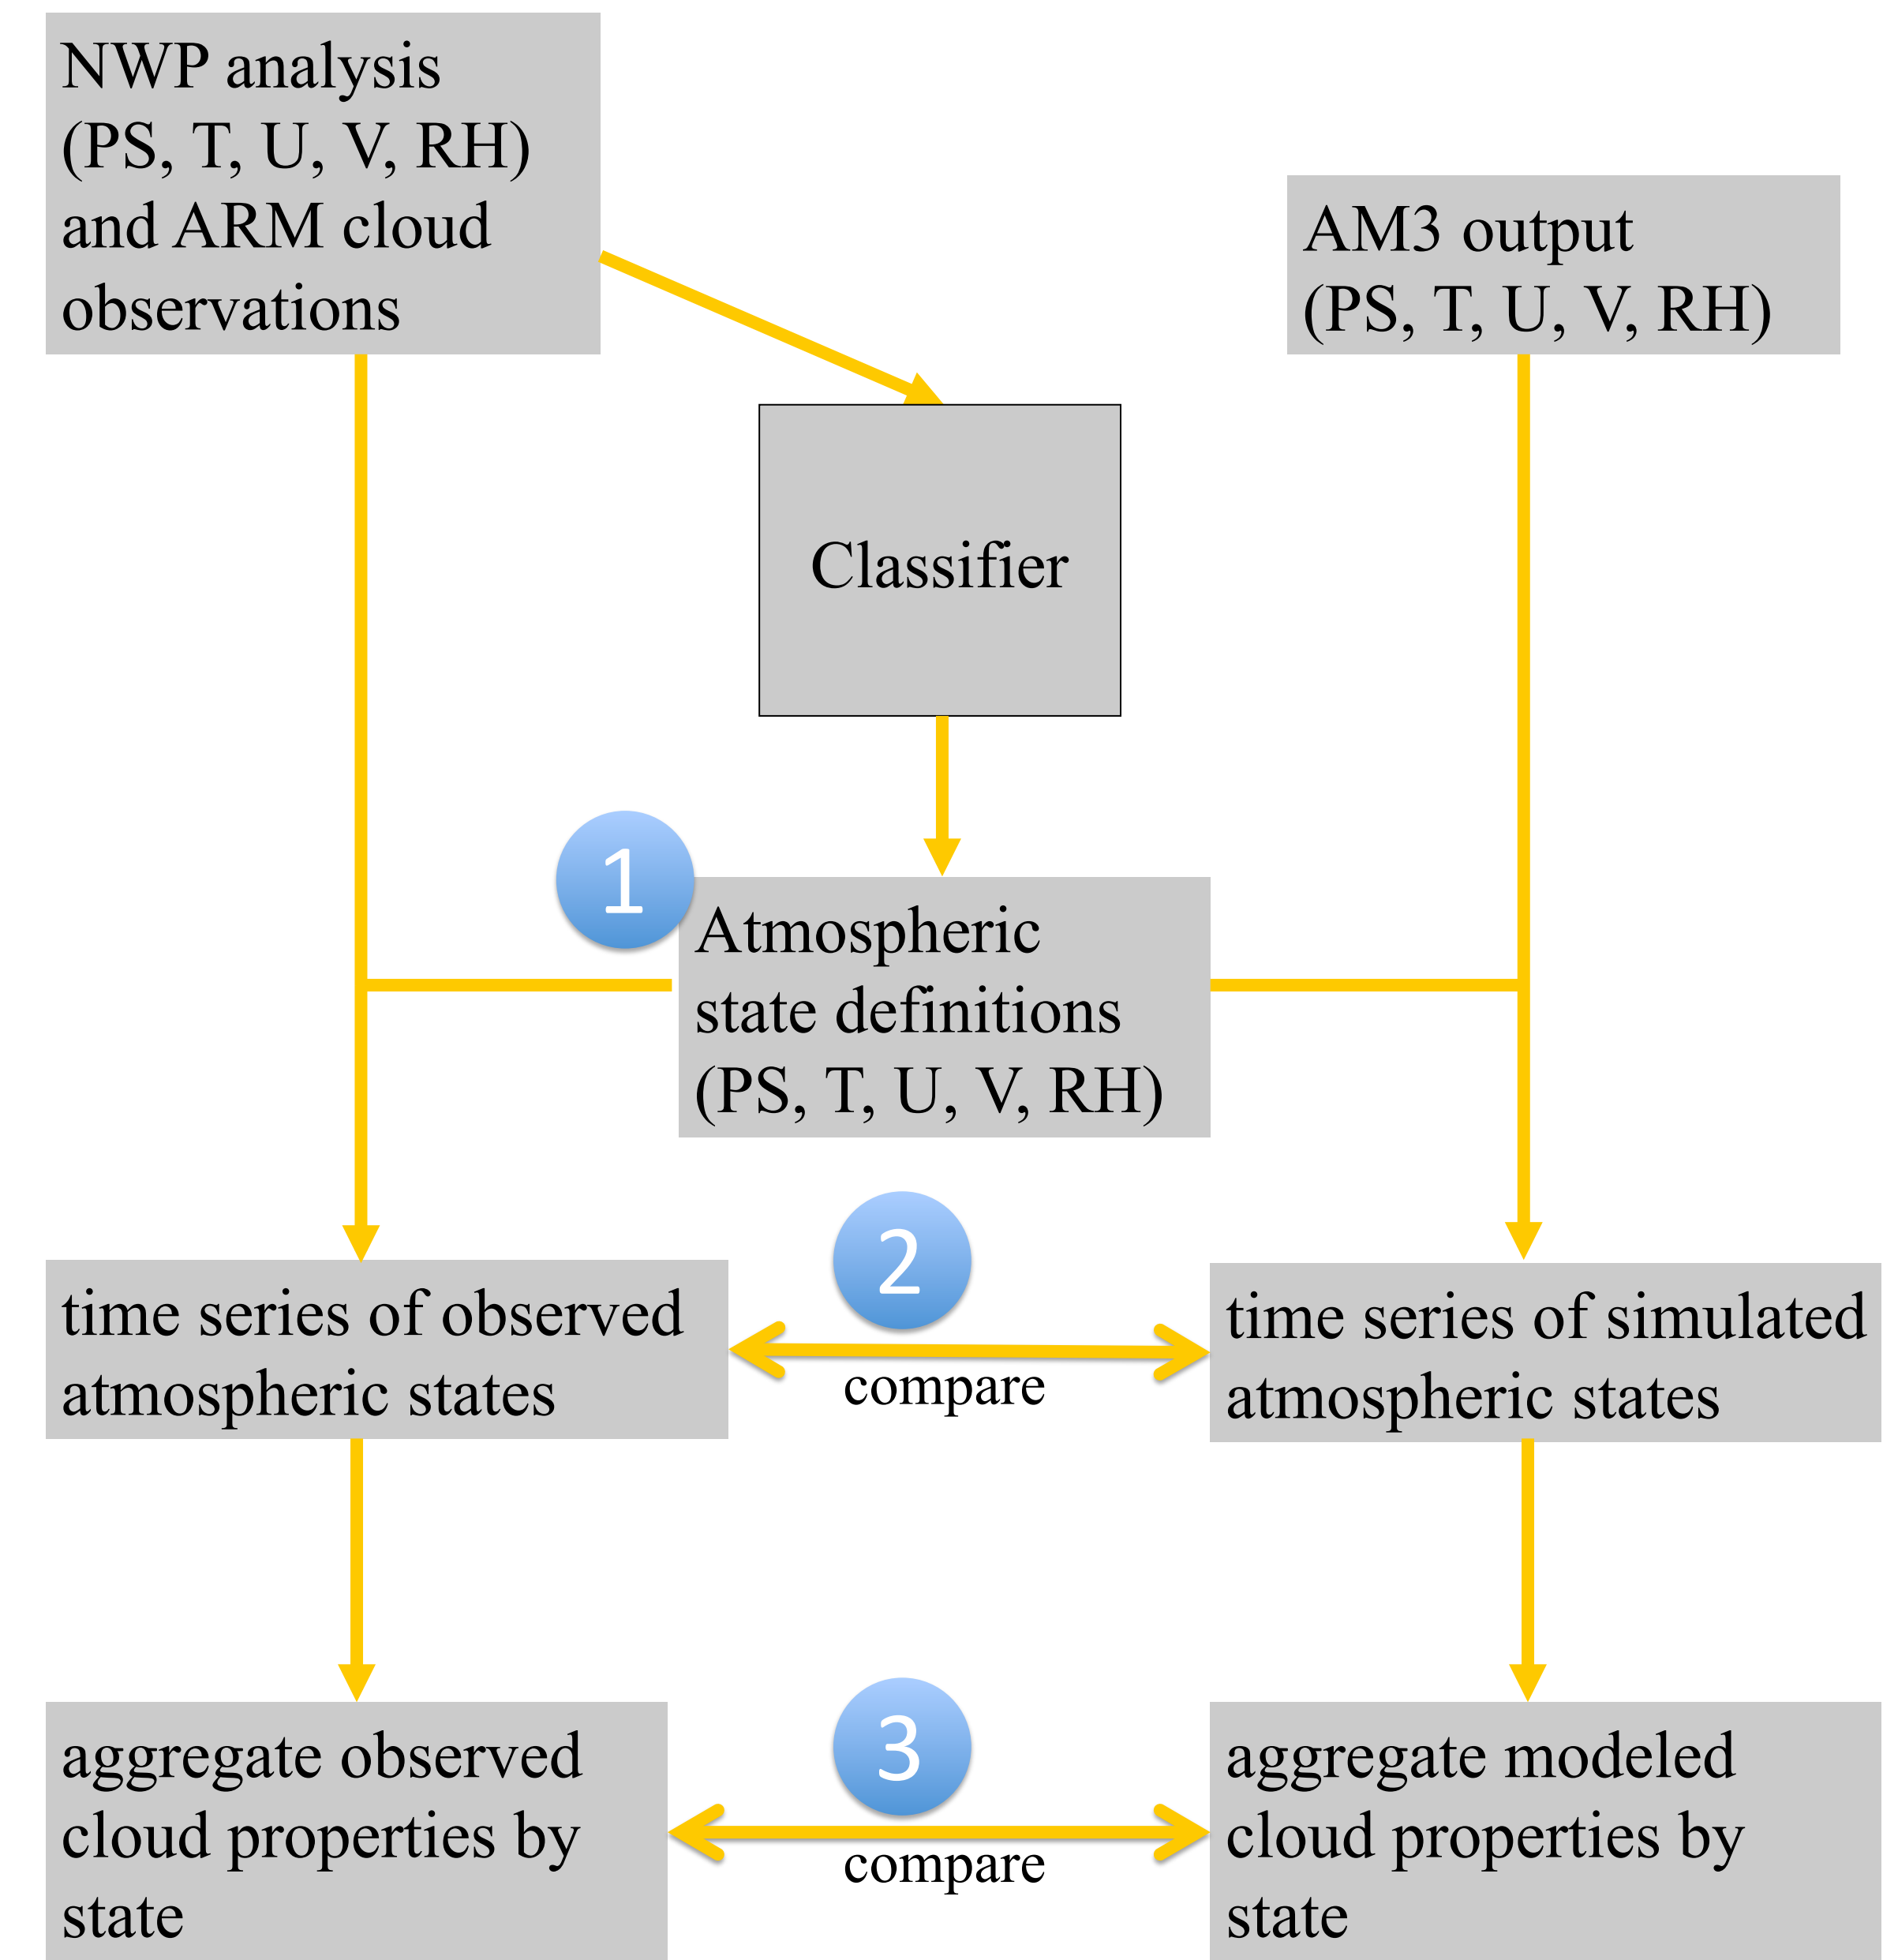 NWP analysis
(PS, T, U, V, RH)
and ARM cloud
observations
AM3 output
(PS, T, U, V, RH)
Classifier
1
Atmospheric
state definitions
(PS, T, U, V, RH)
2
time series of observed
atmospheric states
compare
time series of simulated
atmospheric states
3
aggregate observed
cloud properties by
state
compare
aggregate modeled
cloud properties by
state